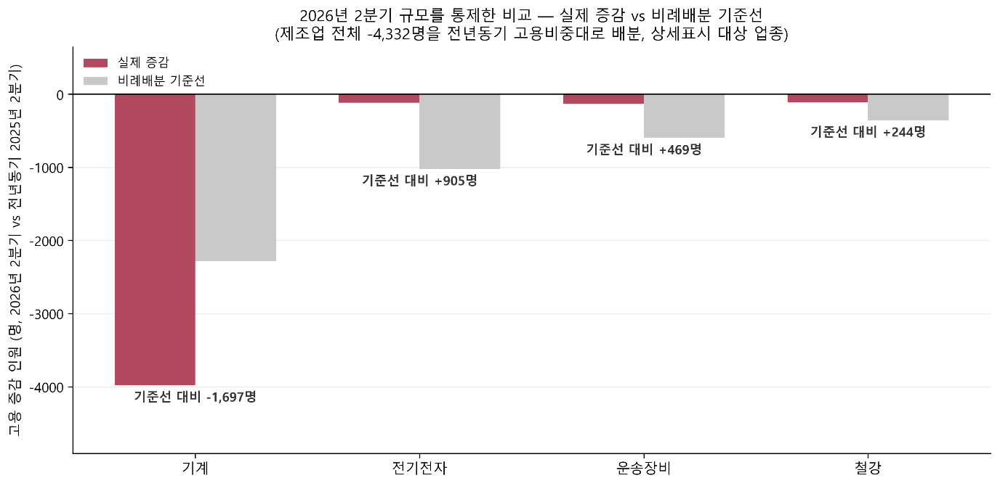 2026년 2분기 규모를 통제한 비교 — 실제 증감 vs 비례배분 기준선
(제조업 전체 -4,332명을 전년동기 고용비중대로 배분, 상세표시 대상 업종)
실제 증감
비례배분 기준선
고용 증감 인원 (명, 2026년 2분기 vs 전년동기 2025년 2분기)
0
-1000
-2000
-3000
-4000
기준선 대비 -1,697명
기준선 대비 +905명
기준선 대비 +469명
기준선 대비 +244명
기계
전기전자
운송장비
철강